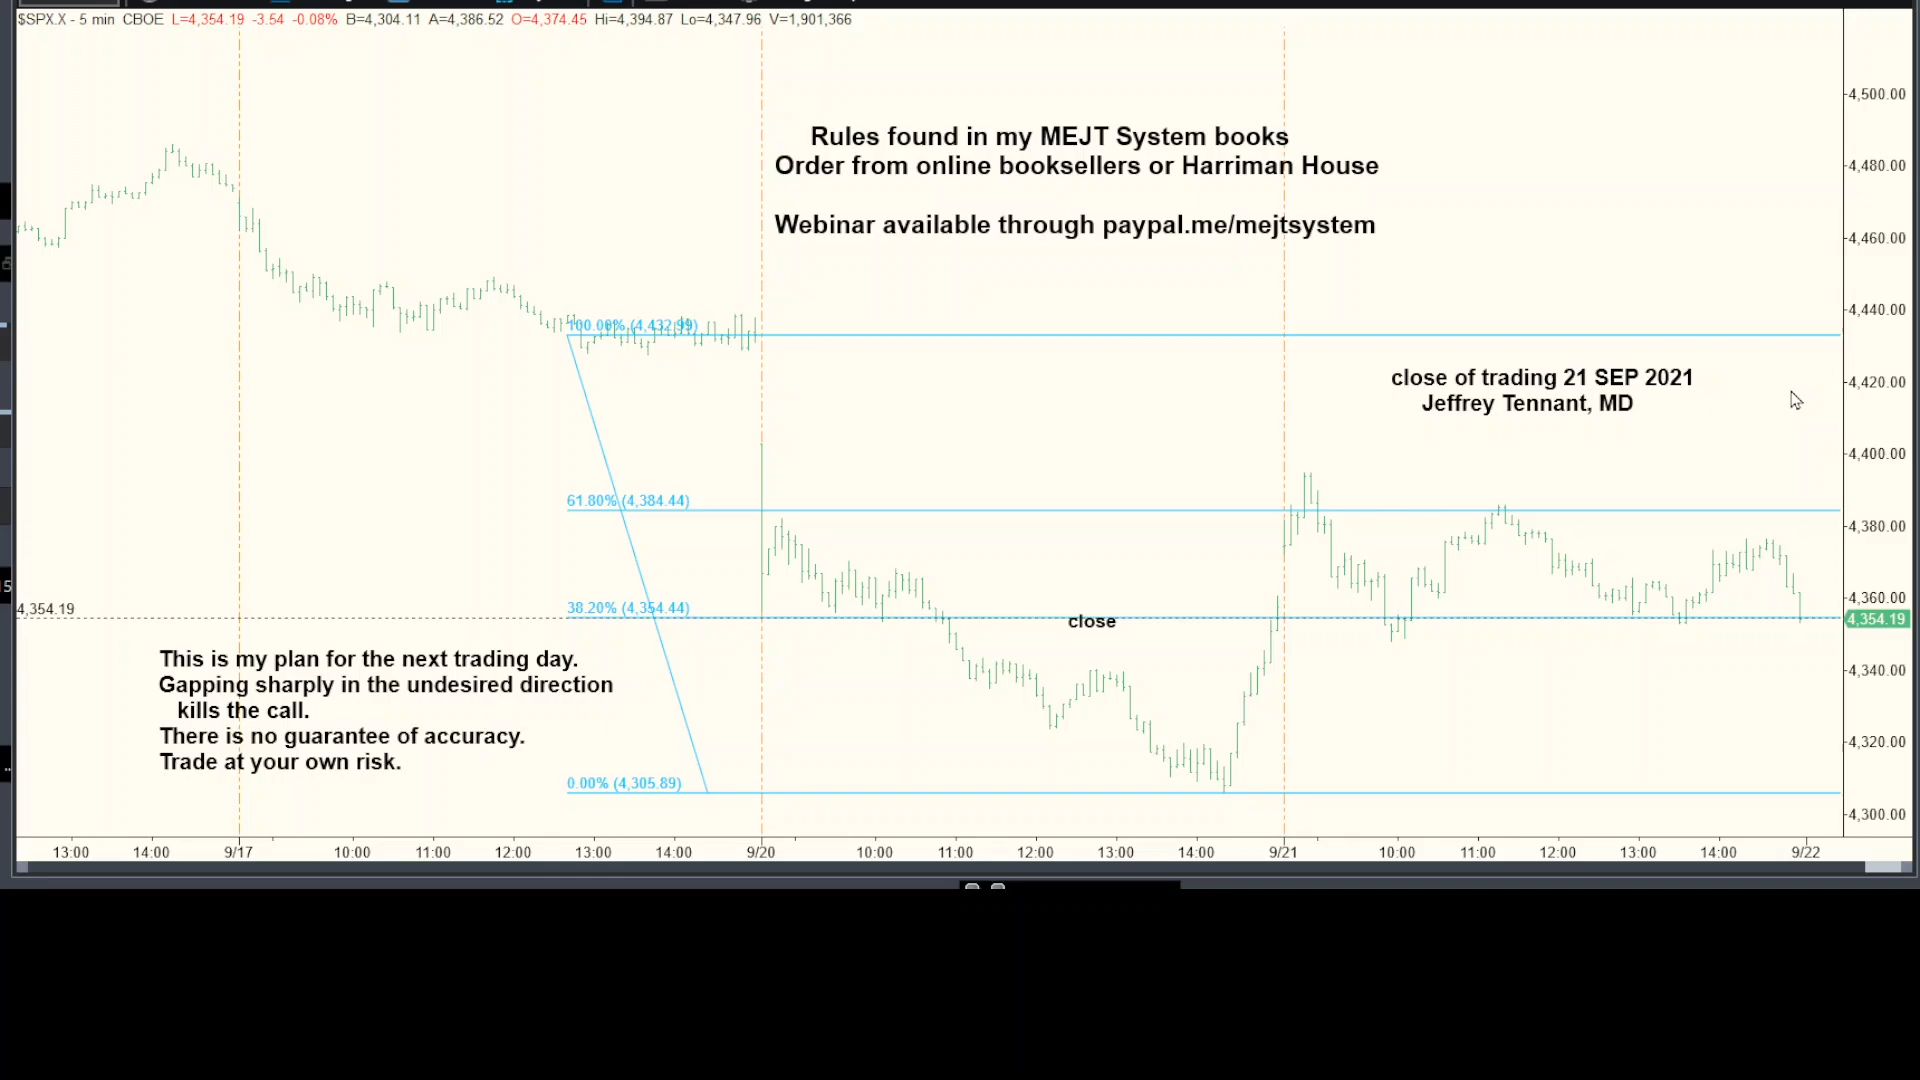 $SPX.X - 5 min CBOE L=4,354.19 -3.54 -0.08% B=4,304.11 A=4,386.52 O=4,374.45 Hi=4,394.87 Lo=4,347.96 V=1,901,366
4,500.00
Rules found in my MEJT System books
Order from online booksellers or Harriman House
4,480.00
Webinar available through paypal.me/mejtsystem
4,460.00
4,440.00
100.00% (4,432.99)
close of trading 21 SEP 2021
4,420.00
Jeffrey Tennant, MD
4,400.00
61.80% (4,384.44)
4,380.00
4,360.00
4,354.19
38.20% (4,354.44)
close
4,354.19
This is my plan for the next trading day.
4,340.00
Gapping sharply in the undesired direction
kills the call.
There is no guarantee of accuracy.
4,320.00
Trade at your own risk.
0.00% (4,305.89)
4,300.00
13:00 14:00 9/17 10:00 11:00 12:00 13:00 14:00 9/20 10:00 11:00 12:00 13:00 14:00 9/21 10:00 11:00 12:00 13:00 14:00 9/22